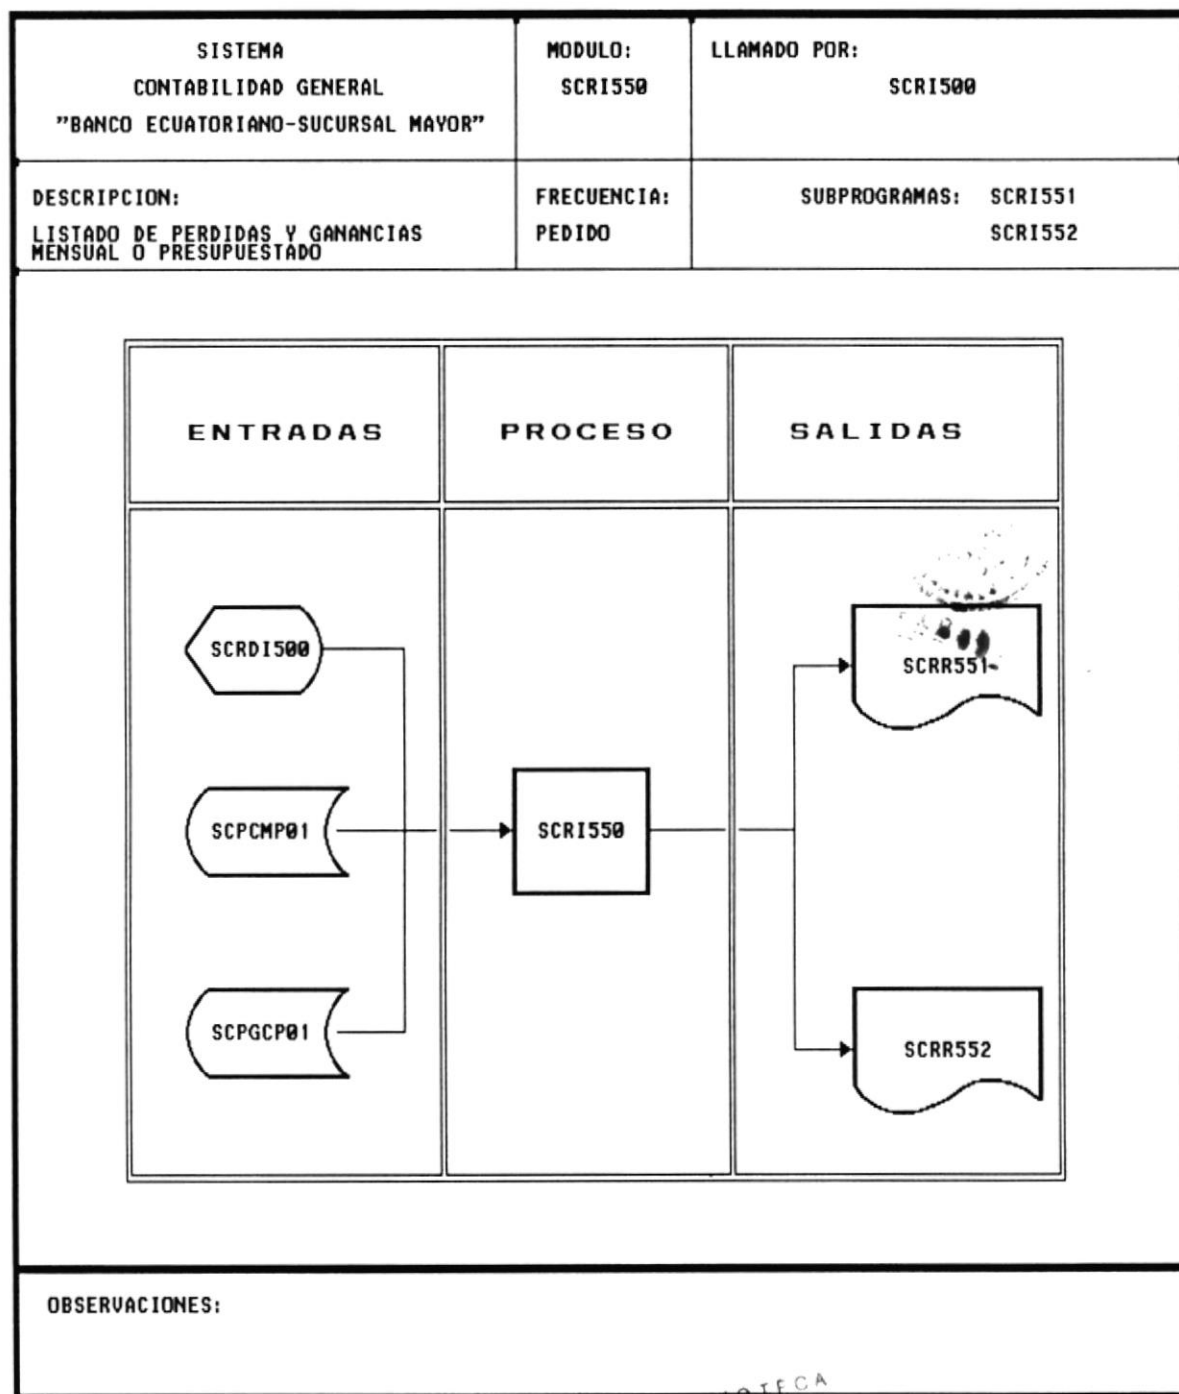 SISTEMA
CONTABILIDAD GENERAL
"BANCO ECUATORIANO-SUCURSAL MAYOR"
MODULO:
SCRI550
LLAMADO POR:
SCRI500
DESCRIPCION:
LISTADO DE PERDIDAS Y GANANCIAS
MENSUAL O PRESUPUESTADO
FRECUENCIA:
PEDIDO
SUBPROGRAMAS: SCRI551
SCRI552
ENTRADAS
PROCESO
SALIDAS
SCRDI500
SCRR551
SCPCMP01
SCRI550
SCPGCP01
SCRR552
OBSERVACIONES: